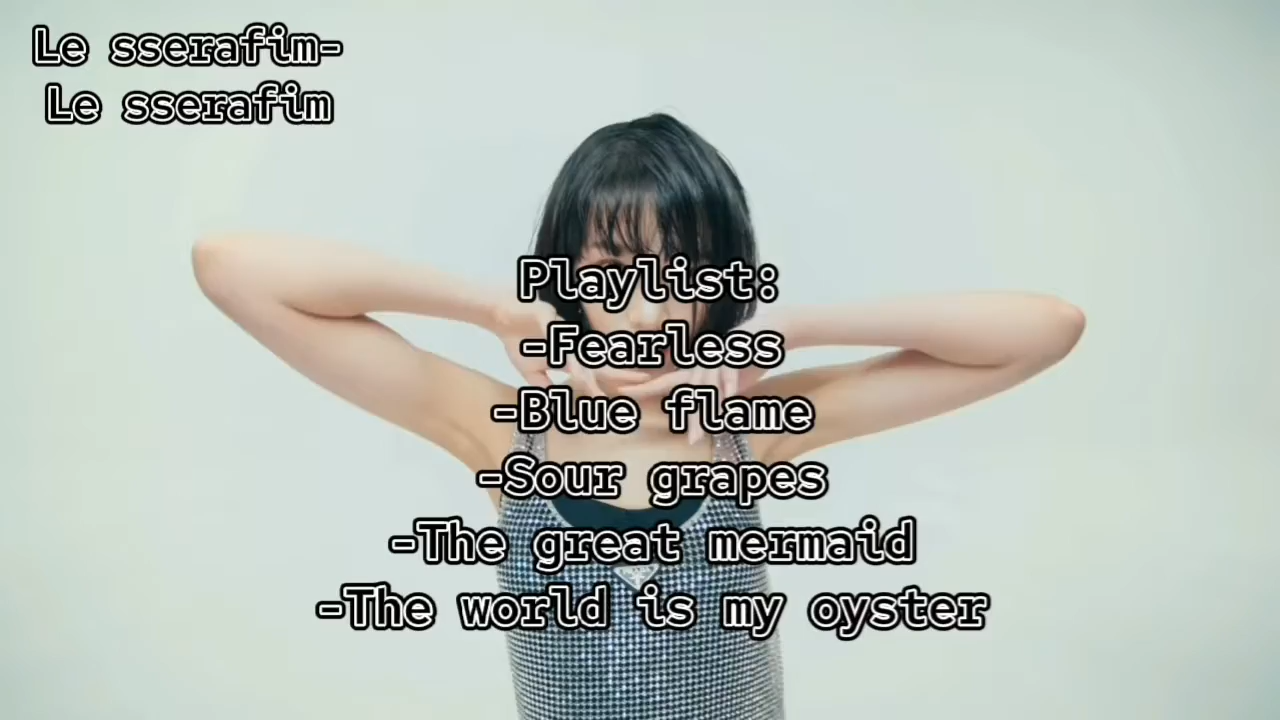 Le sserafim-
Le sserafim
Playlist:
-Fearless
-Blue flame
-Sour grapes
-The great mermaid
-The world is my oyster